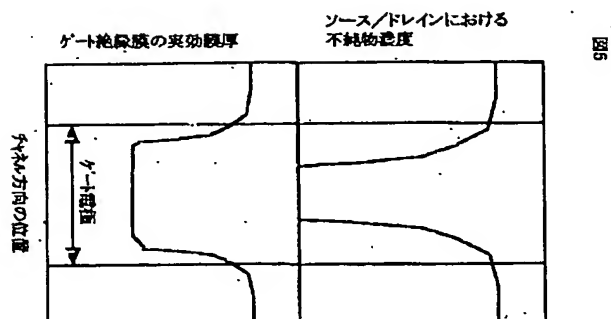 図5
ソース/ドレインにおける
不純物濃度
ゲート絶縁膜の実効膜厚
ゲート電極
チャネル方向の位置